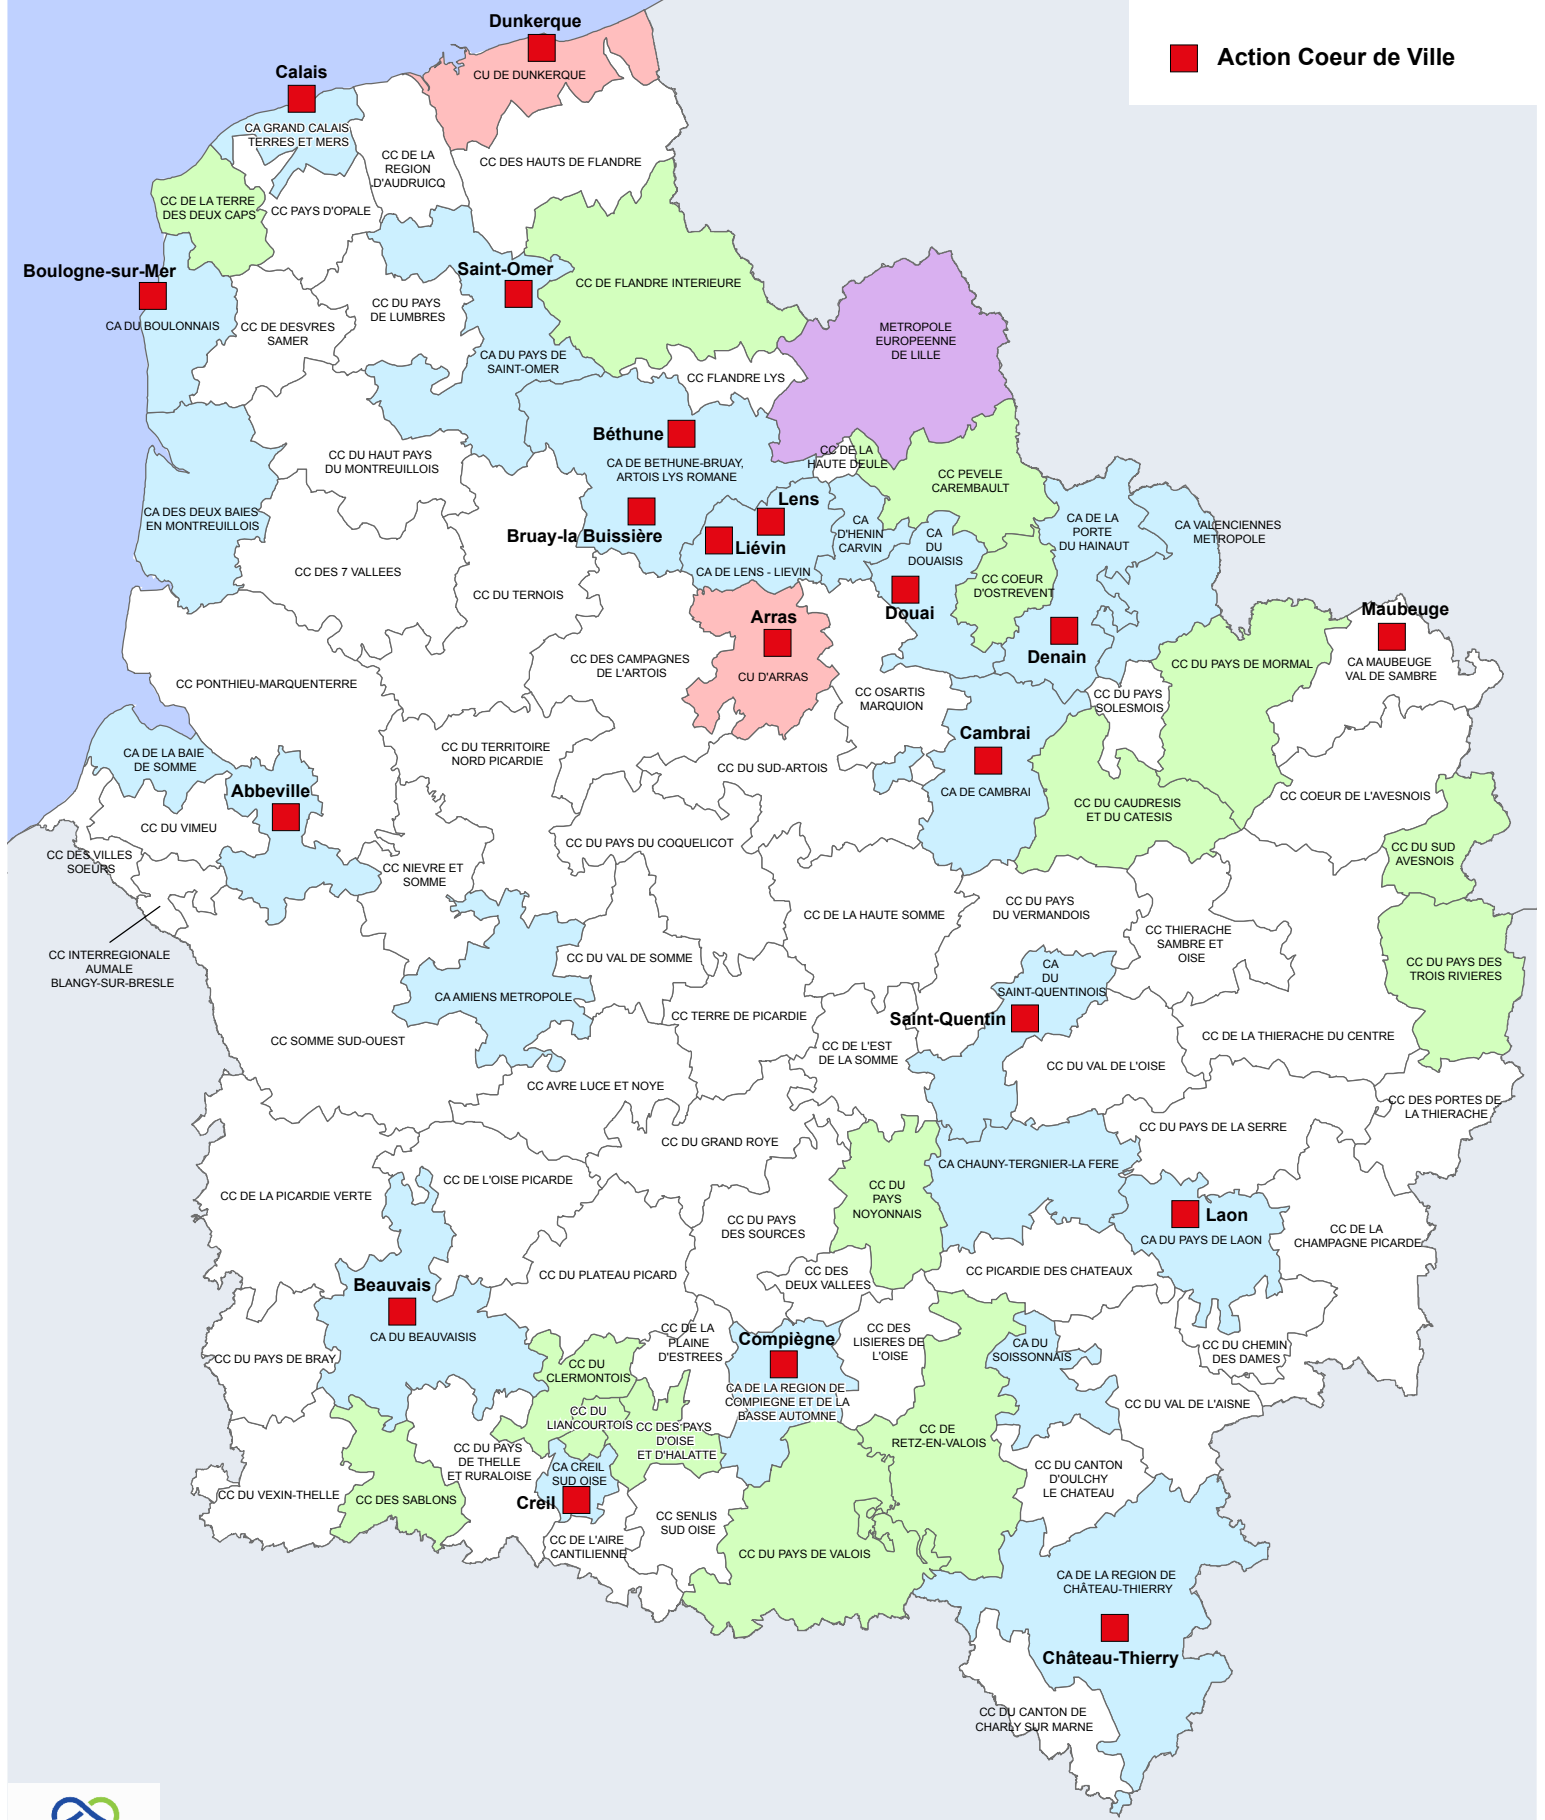 Dunkerque
Action Coeur de Ville
Calais
CU DE DUNKERQUE
CA GRAND CALAIS
TERRES ET MERS
CC DE LA
REGION
D'AUDRUICQ
CC DES HAUTS DE FLANDRE
CC DE LA TERRE
DES DEUX CAPS
CC PAYS D'OPALE
Boulogne-sur-Mer
Saint-Omer
CC DE FLANDRE INTERIEURE
CC DU PAYS
DE LUMBRES
CA DU BOULONNAIS
CC DE DESVRES
SAMER
METROPOLE
EUROPEENNE
DE LILLE
CA DU PAYS DE
SAINT-OMER
CC FLANDRE LYS
Béthune
CC DU HAUT PAYS
DU MONTREUILLOIS
CA DE BETHUNE-BRUAY,
ARTOIS LYS ROMANE
CC DE LA
HAUTE DEULE
CC PEVELE
CAREMBAULT
CA DES DEUX BAIES
EN MONTREUILLOIS
Lens
Bruay-la Buissière
Liévin
CA
D'HENIN
CARVIN
CA
DU
DOUAISIS
CA DE LA
PORTE
DU HAINAUT
CA VALENCIENNES
METROPOLE
CC DES 7 VALLEES
CA DE LENS - LIEVIN
CC DU TERNOIS
CC COEUR
D'OSTREVENT
Arras
Douai
Maubeuge
Denain
CC DES CAMPAGNES
DE L'ARTOIS
CU D'ARRAS
CC PONTHIEU-MARQUENTERRE
CC OSARTIS
MARQUION
CC DU PAYS
SOLESMOIS
CC DU PAYS DE MORMAL
CA MAUBEUGE
VAL DE SAMBRE
CA DE LA BAIE
DE SOMME
CC DU TERRITOIRE
NORD PICARDIE
CC DU SUD-ARTOIS
Cambrai
Abbeville
CA DE CAMBRAI
CC DU CAUDRESIS
ET DU CATESIS
CC COEUR DE L'AVESNOIS
CC DU VIMEU
CC DES VILLES
SOEURS
CC DU PAYS DU COQUELICOT
CC NIEVRE ET
SOMME
CC DU SUD
AVESNOIS
CC DE LA HAUTE SOMME
CC DU PAYS
DU VERMANDOIS
CC THIERACHE
SAMBRE ET
OISE
CC INTERREGIONALE
AUMALE
BLANGY-SUR-BRESLE
CC DU VAL DE SOMME
CA
DU
SAINT-QUENTINOIS
CC DU PAYS DES
TROIS RIVIERES
CA AMIENS METROPOLE
CC TERRE DE PICARDIE
Saint-Quentin
CC SOMME SUD-OUEST
CC DE L'EST
DE LA SOMME
CC DE LA THIERACHE DU CENTRE
CC DU VAL DE L'OISE
CC AVRE LUCE ET NOYE
CC DES PORTES DE
LA THIERACHE
CC DU GRAND ROYE
CC DU PAYS DE LA SERRE
CA CHAUNY-TERGNIER-LA FERE
CC DE LA PICARDIE VERTE
CC DE L'OISE PICARDE
CC DU
PAYS
NOYONNAIS
Laon
CC DU PAYS
DES SOURCES
CA DU PAYS DE LAON
CC DE LA
CHAMPAGNE PICARDE
CC DU PLATEAU PICARD
CC DES
DEUX VALLEES
CC PICARDIE DES CHATEAUX
Beauvais
CA DU BEAUVAISIS
CC DE LA
PLAINE
D'ESTREES
Compiègne
CC DES
LISIERES DE
L'OISE
CA DU
SOISSONNAIS
CC DU CHEMIN
DES DAMES
CC DU PAYS DE BRAY
CC DU
CLERMONTOIS
CA DE LA REGION DE
COMPIEGNE ET DE LA
BASSE AUTOMNE
CC DU VAL DE L'AISNE
CC DU
LIANCOURTOIS
CC DES PAYS
D'OISE
ET D'HALATTE
CC DE
RETZ-EN-VALOIS
CC DU PAYS
DE THELLE
ET RURALOISE
CA CREIL
SUD OISE
CC DU CANTON
D'OULCHY
LE CHATEAU
CC DU VEXIN-THELLE
CC DES SABLONS
Creil
CC SENLIS
SUD OISE
CC DE L'AIRE
CANTILIENNE
CC DU PAYS DE VALOIS
CA DE LA REGION DE
CHÂTEAU-THIERRY
Château-Thierry
CC DU CANTON DE
CHARLY SUR MARNE